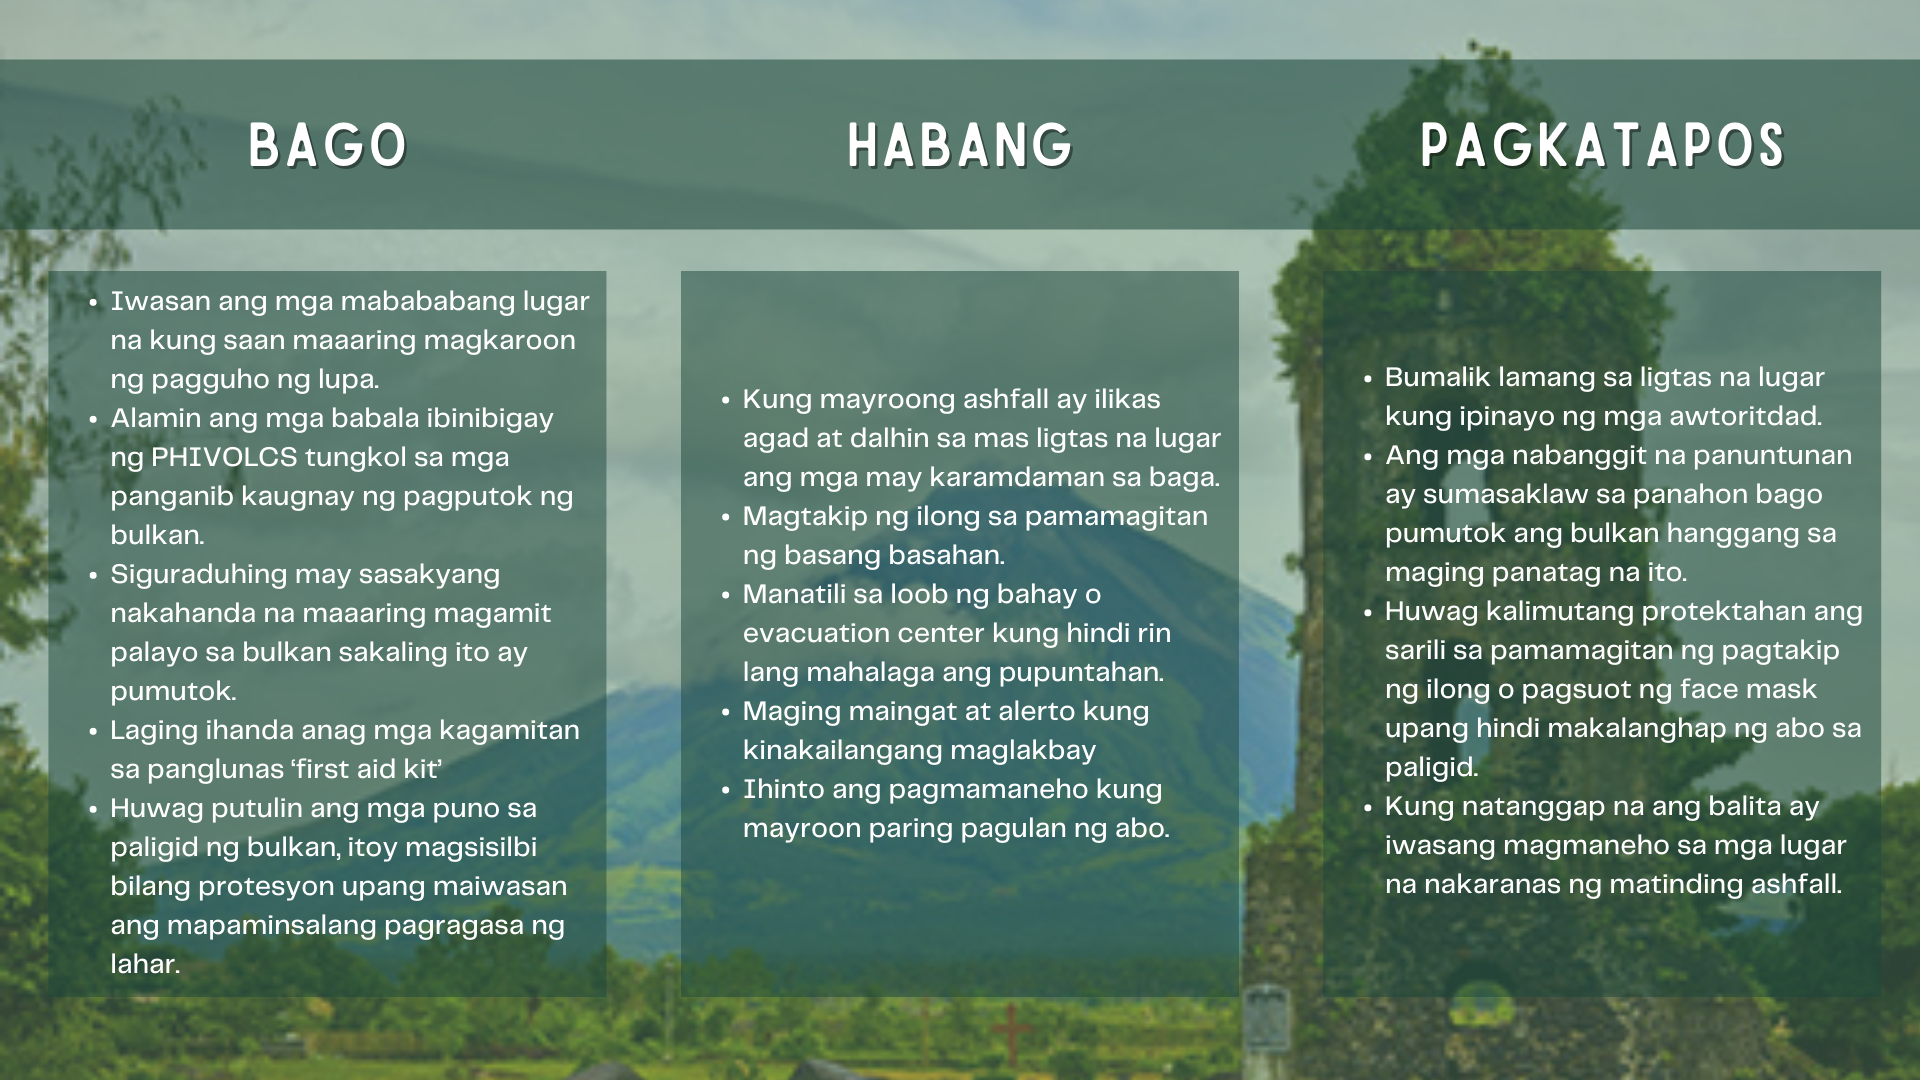 BAGO
HABANG
PAGKATAPOS
• Iwasan ang mga mabababang lugar
na kung saan maaaring magkaroon
ng pagguho ng lupa.
• Alamin ang mga babala ibinibigay
ng PHIVOLCS tungkol sa mga
panganib kaugnay ng pagputok ng
bulkan.
• Siguraduhing may sasakyang
nakahanda na maaaring magamit
palayo sa bulkan sakaling ito ay
pumutok.
• Laging ihanda anag mga kagamitan
sa panglunas ‘first aid kit’
• Huwag putulin ang mga puno sa
paligid ng bulkan, itoy magsisilbi
bilang protesyon upang maiwasan
ang mapaminsalang pagragasa ng
lahar.
• Kung mayroong ashfall ay ilikas
agad at dalhin sa mas ligtas na lugar
ang mga may karamdaman sa baga.
• Magtakip ng ilong sa pamamagitan
ng basang basahan.
• Manatili sa loob ng bahay o
evacuation center kung hindi rin
lang mahalaga ang pupuntahan.
• Maging maingat at alerto kung
kinakailangang maglakbay
• Ihinto ang pagmamaneho kung
mayroon paring pagulan ng abo.
• Bumalik lamang sa ligtas na lugar
kung ipinayo ng mga awtoritdad.
• Ang mga nabanggit na panuntunan
ay sumasaklaw sa panahon bago
pumutok ang bulkan hanggang sa
maging panatag na ito.
• Huwag kalimutang protektahan ang
sarili sa pamamagitan ng pagtakip
ng ilong o pagsuot ng face mask
upang hindi makalanghap ng abo sa
paligid.
• Kung natanggap na ang balita ay
iwasang magmaneho sa mga lugar
na nakaranas ng matinding ashfall.